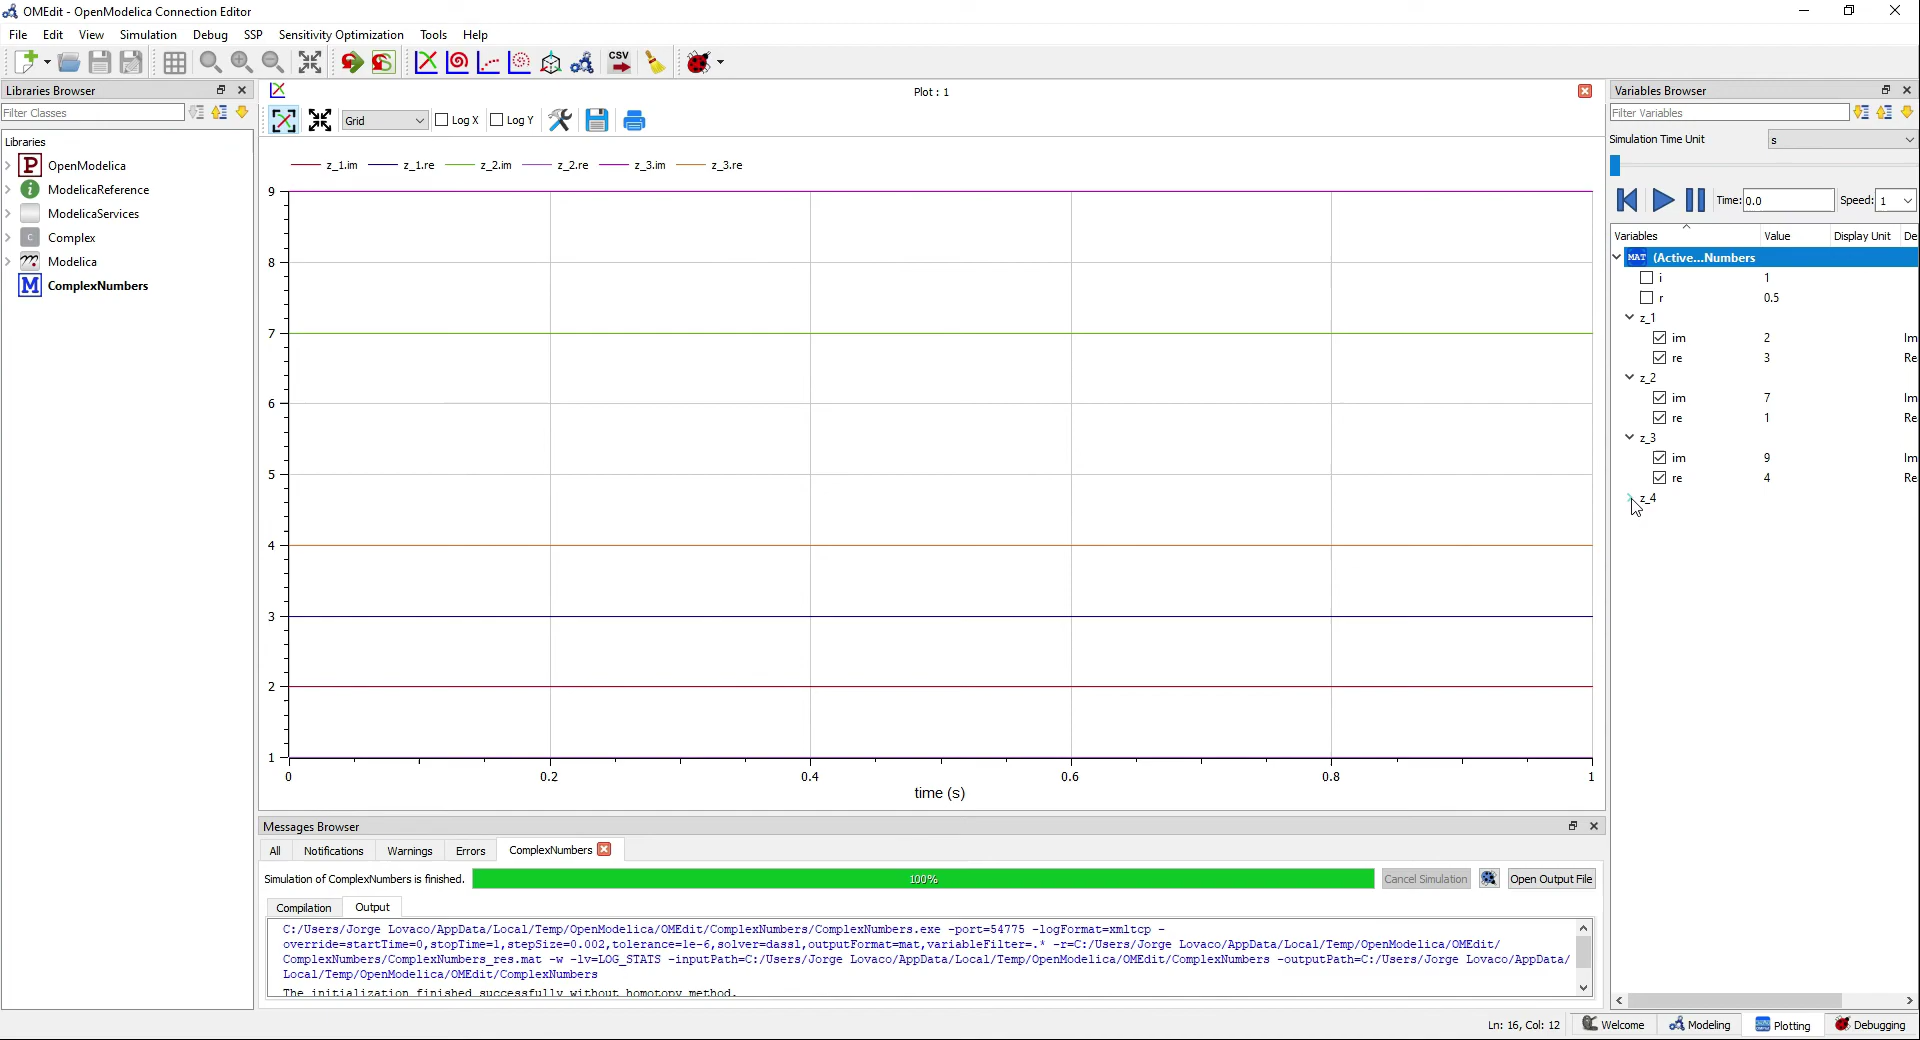 OMEdit - OpenModelica Connection Editor
File Edit View Simulation Debug SSP Sensitivity Optimization Tools Help
CSV
Libraries Browser
Filter Classes
Libraries
P OpenModelica
i ModelicaReference
ModelicaServices
C Complex
m Modelica
M ComplexNumbers
Plot : 1
Grid Log X Log Y
z_1.im z_1.re z_2.im z_2.re z_3.im z_3.re
9
8
7
6
5
4
3
2
1
0 0.2 0.4 0.6 0.8 1
time (s)
Messages Browser
All Notifications Warnings Errors ComplexNumbers
Simulation of ComplexNumbers is finished. 100% Cancel Simulation Open Output File
Compilation Output
C:/Users/Jorge Lovaco/AppData/Local/Temp/OpenModelica/OMEdit/ComplexNumbers/ComplexNumbers.exe -port=54775 -logFormat=xmltcp -
override=startTime=0,stopTime=1,stepSize=0.002,tolerance=1e-6,solver=dassl,outputFormat=mat,variableFilter=.* -r=C:/Users/Jorge Lovaco/AppData/Local/Temp/OpenModelica/OMEdit/
ComplexNumbers/ComplexNumbers_res.mat -w -lv=LOG_STATS -inputPath=C:/Users/Jorge Lovaco/AppData/Local/Temp/OpenModelica/OMEdit/ComplexNumbers -outputPath=C:/Users/Jorge Lovaco/AppData/
Local/Temp/OpenModelica/OMEdit/ComplexNumbers
The initialization finished successfully without homotopy method.
Variables Browser
Filter Variables
Simulation Time Unit s
Time: 0.0 Speed: 1
Variables Value Display Unit De
MAT (Active...Numbers
i 1
r 0.5
z_1
im 2 Im
re 3 Re
z_2
im 7 Im
re 1 Re
z_3
im 9 Im
re 4 Re
z_4
Ln: 16, Col: 12 Welcome Modeling Plotting Debugging